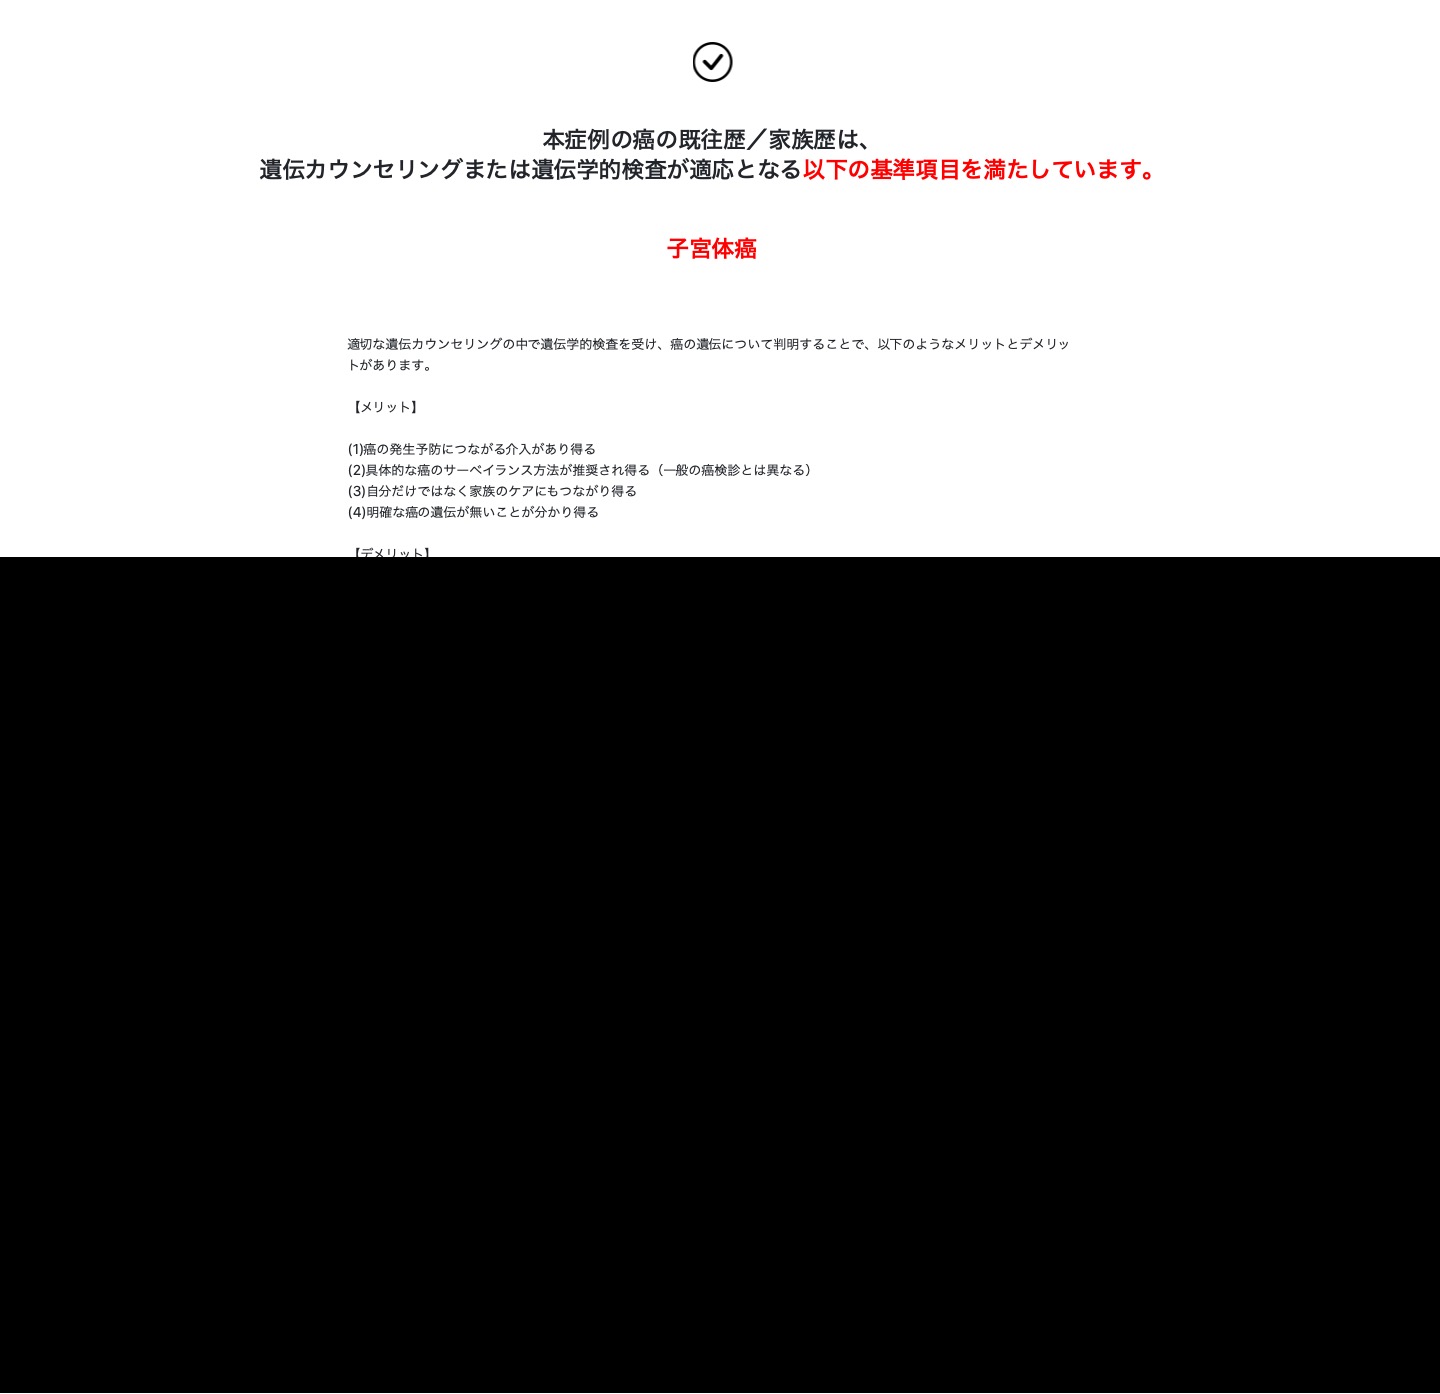 本症例の癌の既往歴／家族歴は、
遺伝カウンセリングまたは遺伝学的検査が適応となる以下の基準項目を満たしています。
子宮体癌
適切な遺伝カウンセリングの中で遺伝学的検査を受け、癌の遺伝について判明することで、以下のようなメリットとデメリッ
トがあります。
【メリット】
(1)癌の発生予防につながる介入があり得る
(2)具体的な癌のサーベイランス方法が推奨され得る（一般の癌検診とは異なる）
(3)自分だけではなく家族のケアにもつながり得る
(4)明確な癌の遺伝が無いことが分かり得る
【デメリット】